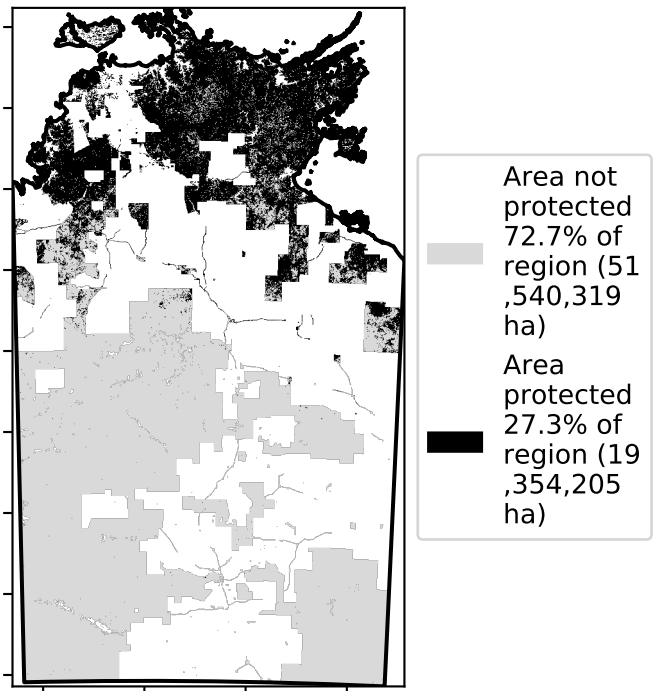 Area not
protected
72.7% of
region (51
,540,319
ha)
Area
protected
27.3% of
region (19
,354,205
ha)